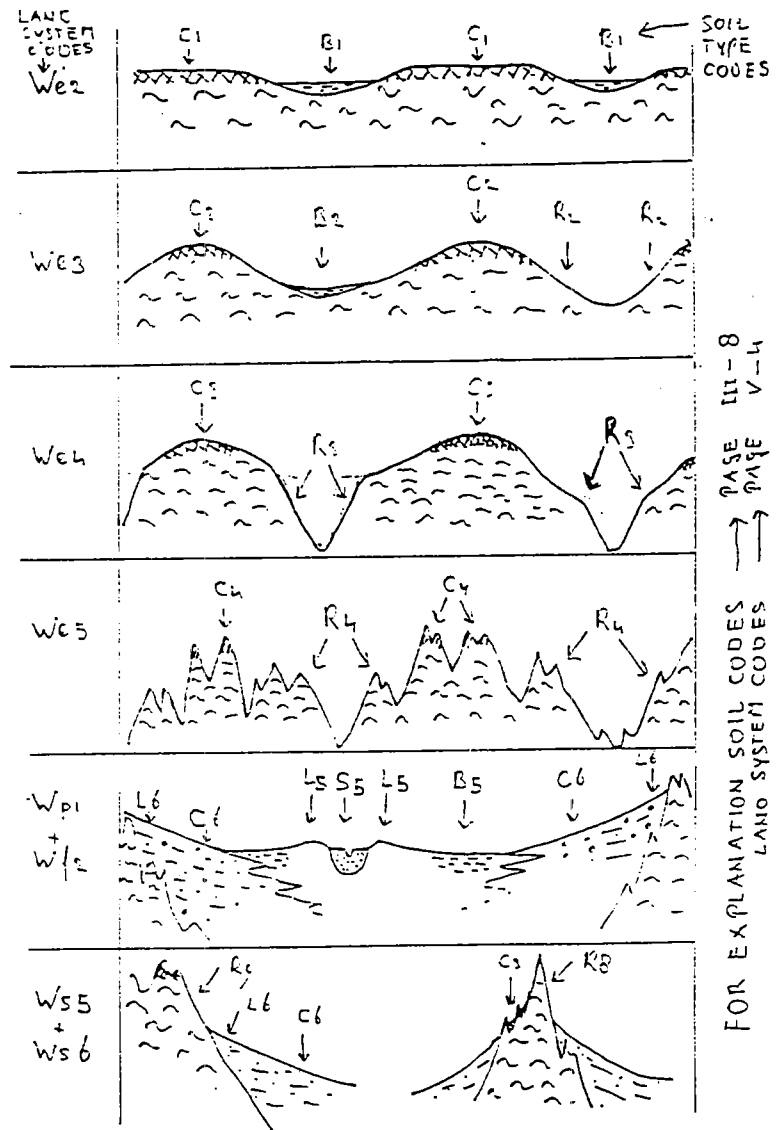 LAND
SYSTEM
CODES
C1 B1 C1 B1
SOIL
TYPE
CODES
We2
C2 B2 C2 R2 R2
We3
C3 R3 C3 R3
We4
C4 R4 C4 R4
We5
L6 C6 L5 S5 L5 B5 C6 L6
Wp1
+
Wf2
L6 C6 R8
Ws5
+
Ws6
FOR EXPLANATION SOIL CODES → PAGE III-8
LAND SYSTEM CODES → PAGE V-4